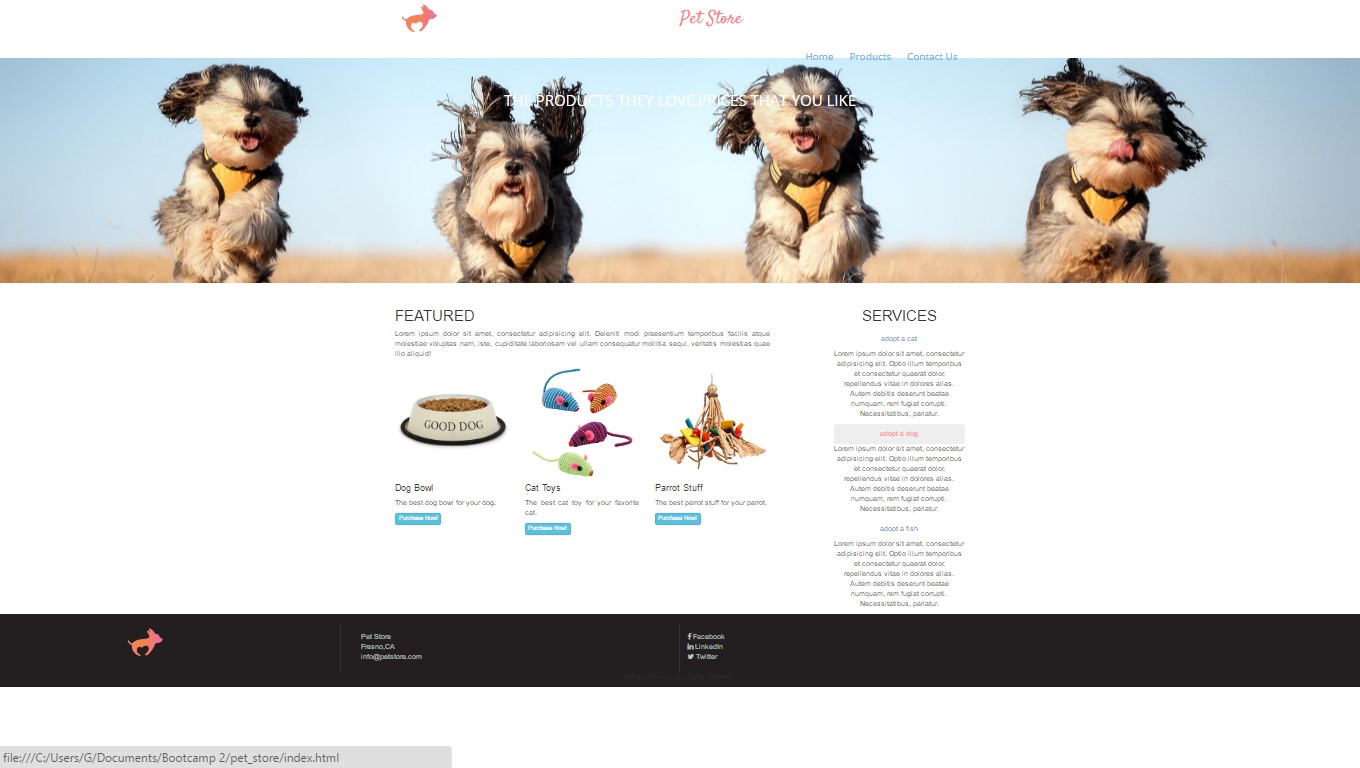 Pet Store
Home Products Contact Us
THE PRODUCTS THEY LOVE,PRICES THAT YOU LIKE
FEATURED
Lorem ipsum dolor sit amet, consectetur adipisicing elit. Deleniti modi praesentium temporibus facilis atque
molestiae voluptas nam, iste, cupiditate laboriosam vel ullam consequatur mollitia sequi, veritatis molestias quae
illo aliquid!
GOOD DOG
Dog Bowl
The best dog bowl for your dog.
Purchase Now!
Cat Toys
The best cat toy for your favorite
cat.
Purchase Now!
Parrot Stuff
The best parrot stuff for your parrot.
Purchase Now!
SERVICES
adopt a cat
Lorem ipsum dolor sit amet, consectetur
adipisicing elit. Optio illum temporibus
et consectetur quaerat dolor,
repellendus vitae in dolores alias.
Autem debitis deserunt beatae
numquam, rem fugiat corrupti.
Necessitatibus, pariatur.
adopt a dog
Lorem ipsum dolor sit amet, consectetur
adipisicing elit. Optio illum temporibus
et consectetur quaerat dolor,
repellendus vitae in dolores alias.
Autem debitis deserunt beatae
numquam, rem fugiat corrupti.
Necessitatibus, pariatur.
adopt a fish
Lorem ipsum dolor sit amet, consectetur
adipisicing elit. Optio illum temporibus
et consectetur quaerat dolor,
repellendus vitae in dolores alias.
Autem debitis deserunt beatae
numquam, rem fugiat corrupti.
Necessitatibus, pariatur.
Pet Store
Fresno,CA
info@petstore.com
Facebook
LinkedIn
Twitter
file:///C:/Users/G/Documents/Bootcamp 2/pet_store/index.html